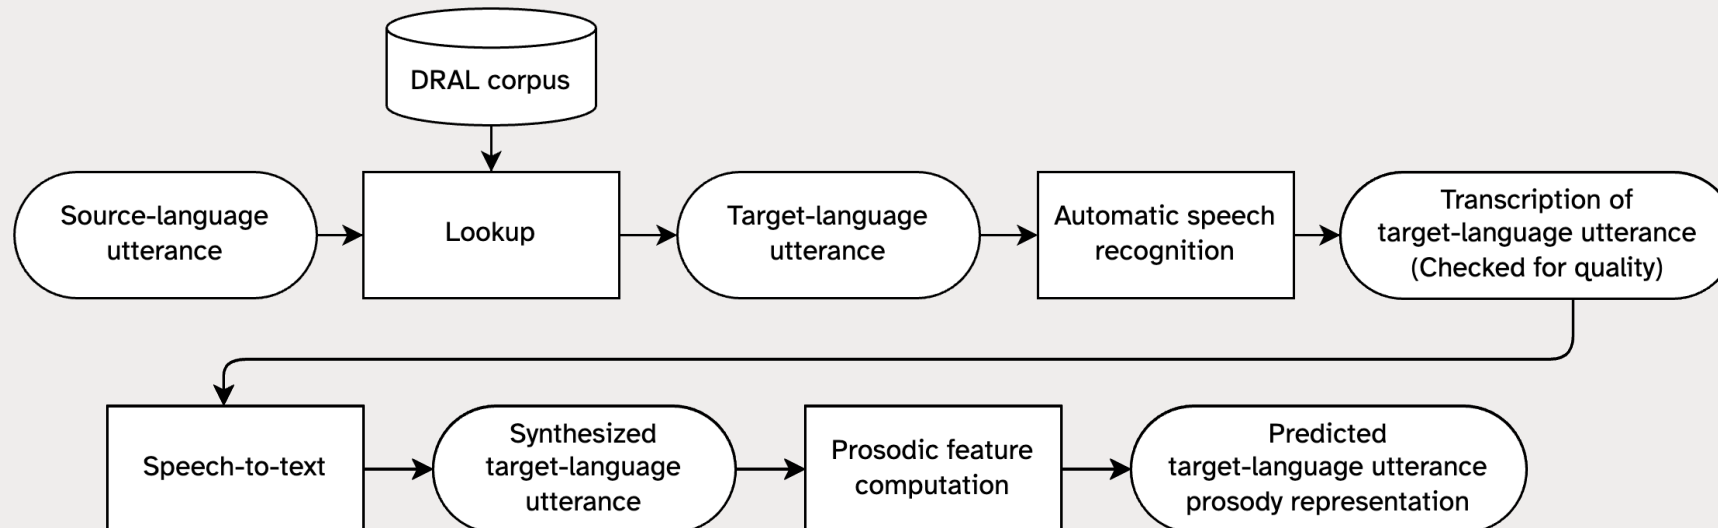 DRAL corpus
Source-language
utterance
Lookup
Target-language
utterance
Automatic speech
recognition
Transcription of
target-language utterance
(Checked for quality)
Speech-to-text
Synthesized
target-language
utterance
Prosodic feature
computation
Predicted
target-language utterance
prosody representation